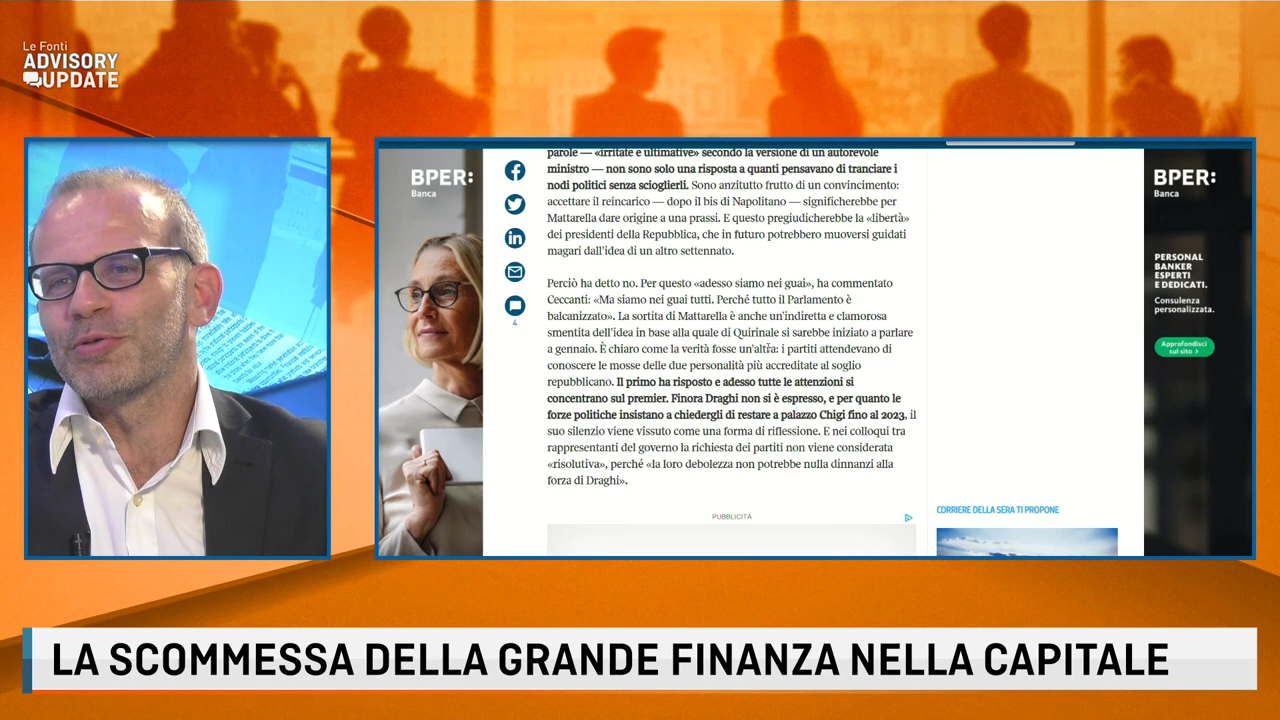 Le Fonti
ADVISORY
UPDATE
BPER:
Banca
4
parole — «irritate e ultimative» secondo la versione di un autorevole
ministro — non sono solo una risposta a quanti pensavano di tranciare i
nodi politici senza scioglierli. Sono anzitutto frutto di un convincimento:
accettare il reincarico — dopo il bis di Napolitano — significherebbe per
Mattarella dare origine a una prassi. E questo pregiudicherebbe la «libertà»
dei presidenti della Repubblica, che in futuro potrebbero muoversi guidati
magari dall'idea di un altro settennato.
Perciò ha detto no. Per questo «adesso siamo nei guai», ha commentato
Ceccanti: «Ma siamo nei guai tutti. Perché tutto il Parlamento è
balcanizzato». La sortita di Mattarella è anche un'indiretta e clamorosa
smentita dell'idea in base alla quale di Quirinale si sarebbe iniziato a parlare
a gennaio. È chiaro come la verità fosse un'altra: i partiti attendevano di
conoscere le mosse delle due personalità più accreditate al soglio
repubblicano. Il primo ha risposto e adesso tutte le attenzioni si
concentrano sul premier. Finora Draghi non si è espresso, e per quanto le
forze politiche insistano a chiedergli di restare a palazzo Chigi fino al 2023, il
suo silenzio viene vissuto come una forma di riflessione. E nei colloqui tra
rappresentanti del governo la richiesta dei partiti non viene considerata
«risolutiva», perché «la loro debolezza non potrebbe nulla dinnanzi alla
forza di Draghi».
PUBBLICITÀ
CORRIERE DELLA SERA TI PROPONE
BPER:
Banca
PERSONAL
BANKER
ESPERTI
E DEDICATI.
Consulenza
personalizzata.
Approfondisci
sul sito >
LA SCOMMESSA DELLA GRANDE FINANZA NELLA CAPITALE